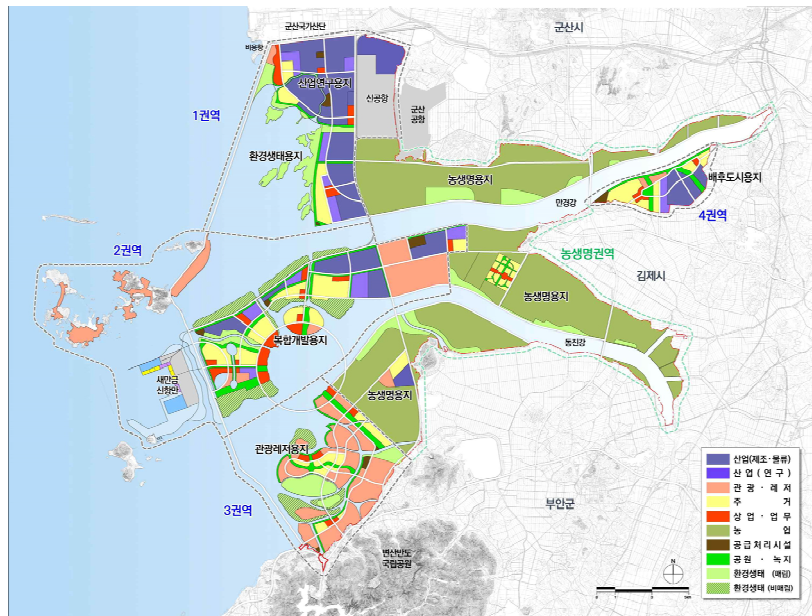 군산국가산단
군산시
비응항
산업연구용지
신공항
군산
공항
1권역
환경생태용지
농생명용지
배후도시용지
만경강
4권역
2권역
농생명권역
김제시
농생명용지
복합개발용지
동진강
새만금
신항만
농생명용지
관광레저용지
3권역
부안군
변산반도
국립공원
산업(제조·물류)
산 업 ( 연 구 )
관 광 · 레 저
주 거
상 업 · 업 무
농 업
공급처리시설
공 원 · 녹 지
환경생태 (매립)
환경생태 (비매립)
N